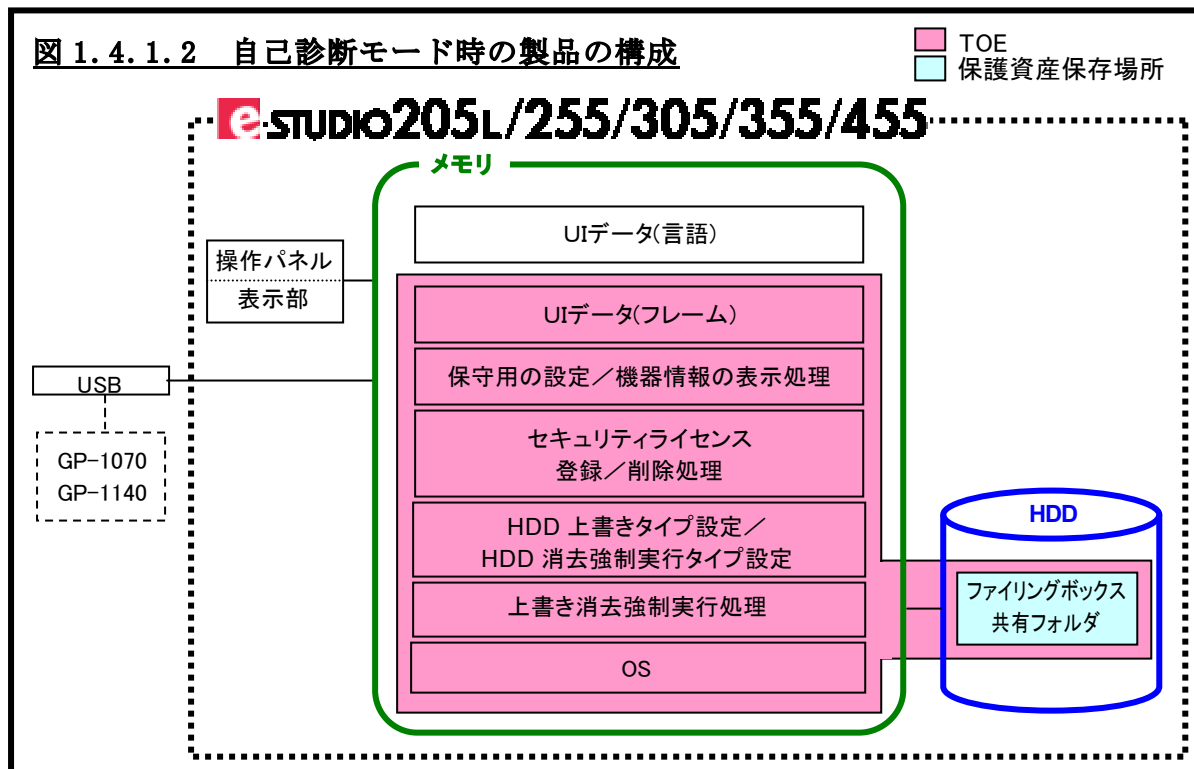 図 1.4.1.2 自己診断モード時の製品の構成
TOE
保護資産保存場所
e-STUDIO205L/255/305/355/455
メモリ
UIデータ(言語)
操作パネル
表示部
UIデータ(フレーム)
保守用の設定／機器情報の表示処理
USB
セキュリティライセンス
登録／削除処理
GP-1070
GP-1140
HDD 上書きタイプ設定／
HDD 消去強制実行タイプ設定
HDD
ファイリングボックス
共有フォルダ
上書き消去強制実行処理
OS